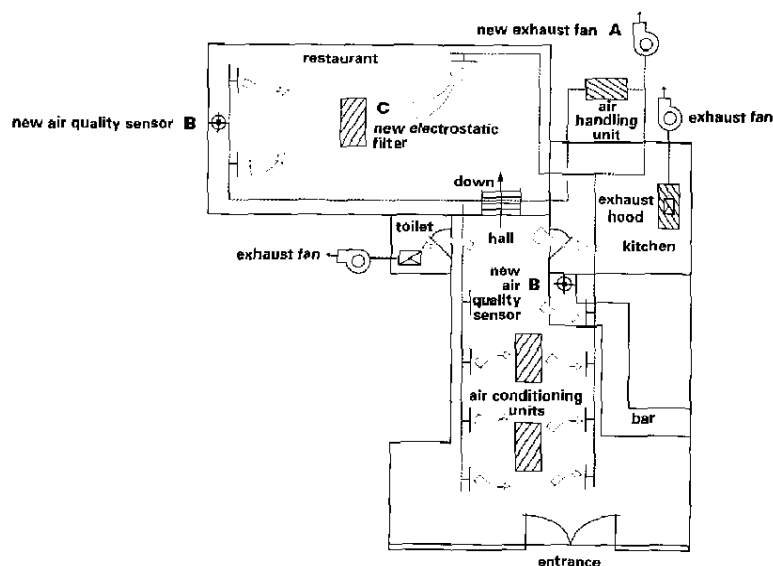 new exhaust fan A
restaurant
new air quality sensor B
C
new electrostatic
filter
air
handling
unit
exhaust fan
down
exhaust
hood
kitchen
toilet
hall
exhaust fan
new
air B
quality
sensor
air conditioning
units
bar
entrance